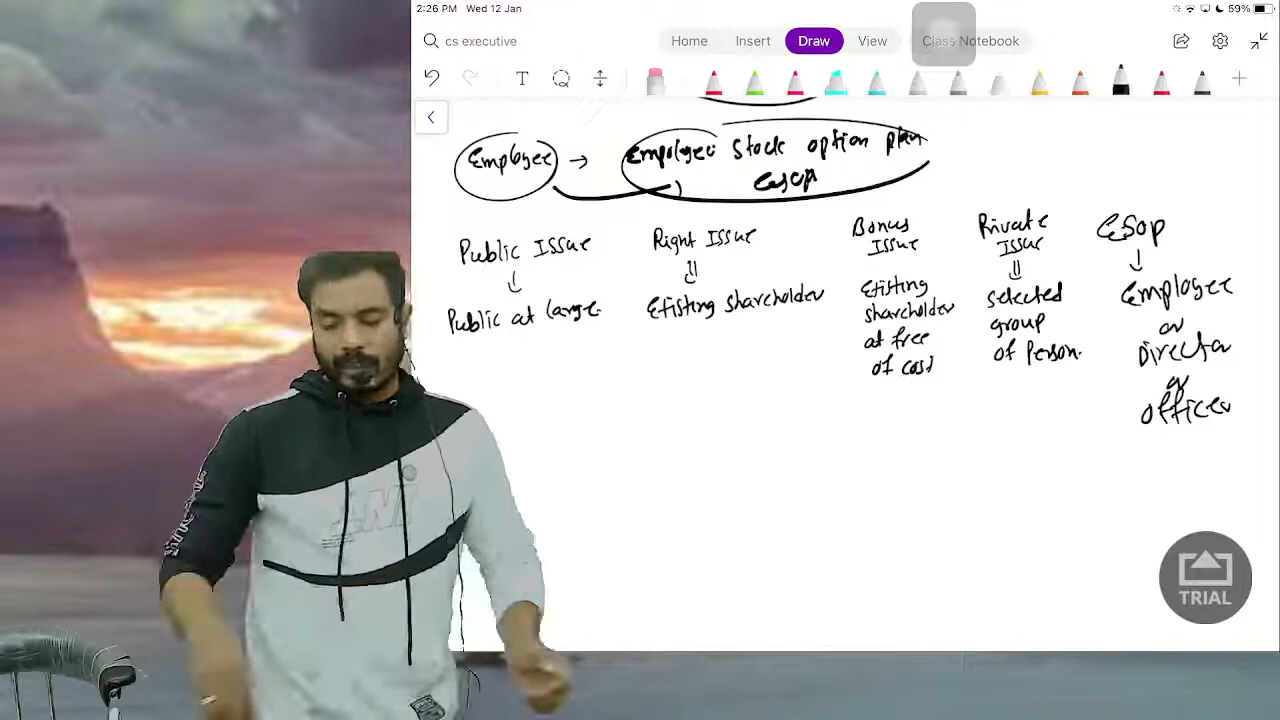 2:26 PM Wed 12 Jan
59%
cs executive
Home Insert Draw View Class Notebook
T
Employee → Employee Stock option plan
ESOP
Public Issue
↓
Public at large.
Right Issue
⇓
Existing shareholder
Bonus
Issue
Existing
shareholder
at free
of cost
Private
Issue
⇓
selected
group
of Person.
ESOP
↓
Employee
or
Director
or
officer
TRIAL